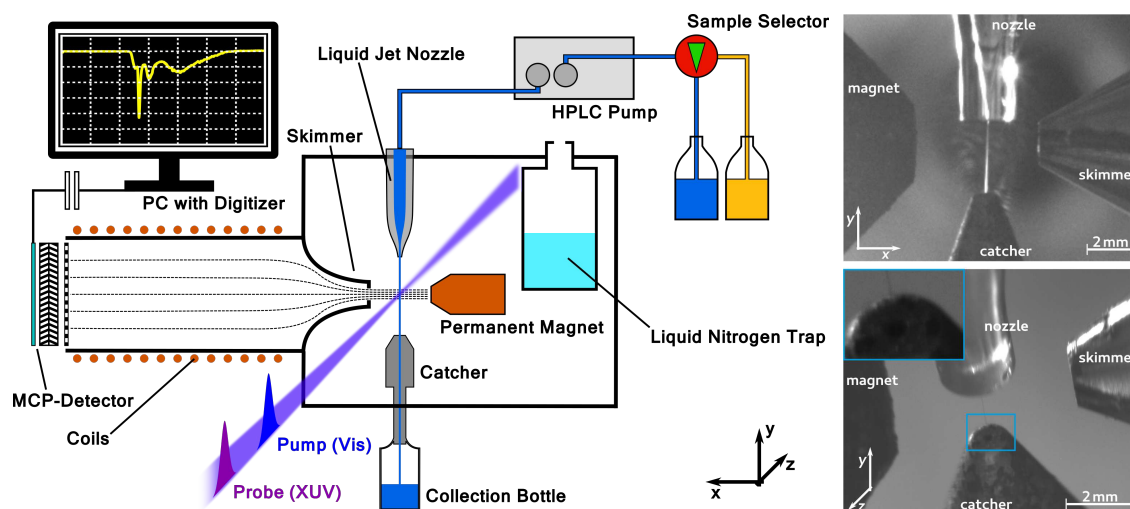 Sample Selector
Liquid Jet Nozzle
HPLC Pump
Skimmer
PC with Digitizer
Permanent Magnet
Liquid Nitrogen Trap
Catcher
MCP-Detector
Coils
Pump (Vis)
Probe (XUV)
Collection Bottle
y
z
x
nozzle
magnet
skimme
catcher
y
x
2 mm
nozzle
skimme
magnet
y
z
catcher
2 mm